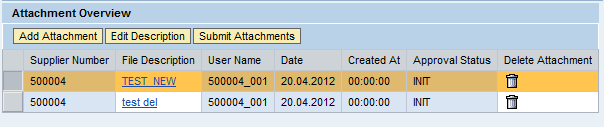 Attachment Overview
Add Attachment Edit Description Submit Attachments
Supplier Number File Description User Name Date Created At Approval Status Delete Attachment
500004 TEST NEW 500004_001 20.04.2012 00:00:00 INIT
500004 test del 500004_001 20.04.2012 00:00:00 INIT